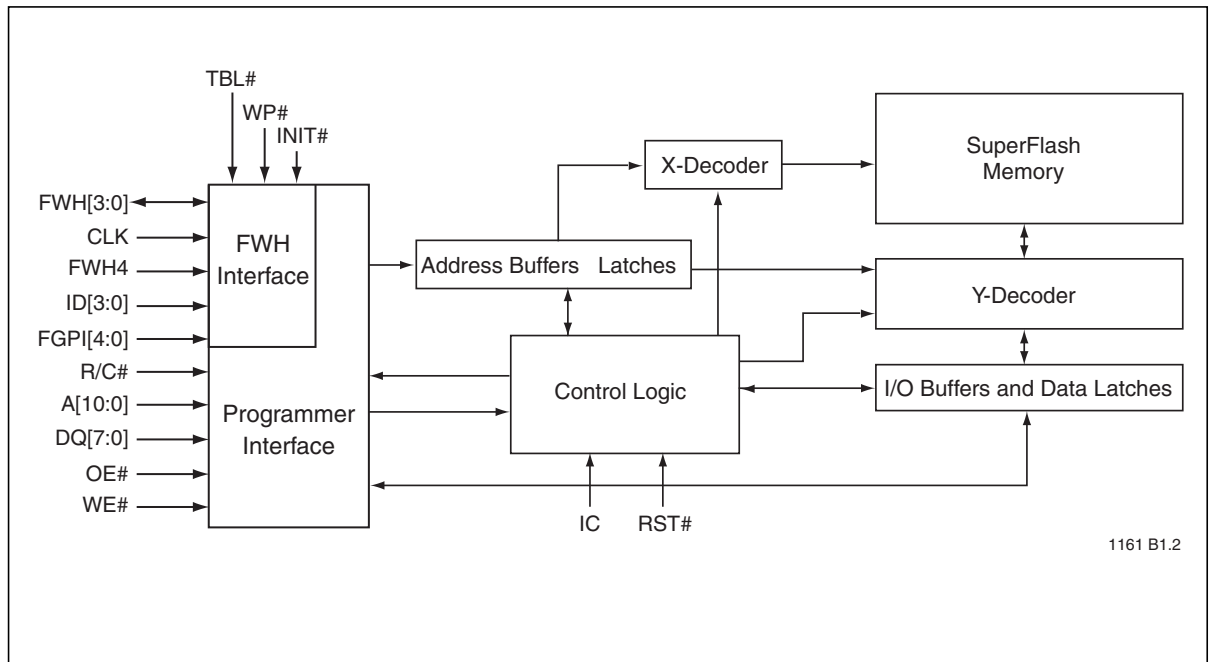 TBL#
WP#
INIT#
FWH[3:0]
CLK
FWH4
ID[3:0]
FGPI[4:0]
R/C#
A[10:0]
DQ[7:0]
OE#
WE#
FWH
Interface
Programmer
Interface
Address Buffers Latches
X-Decoder
SuperFlash
Memory
Y-Decoder
Control Logic
I/O Buffers and Data Latches
IC
RST#
1161 B1.2